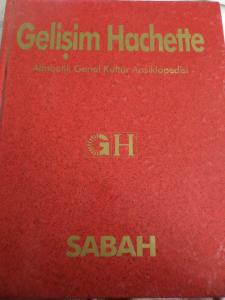 Gelişim Hachette
Alfabetik Genel Kültür Ansiklopedisi
GH
SABAH